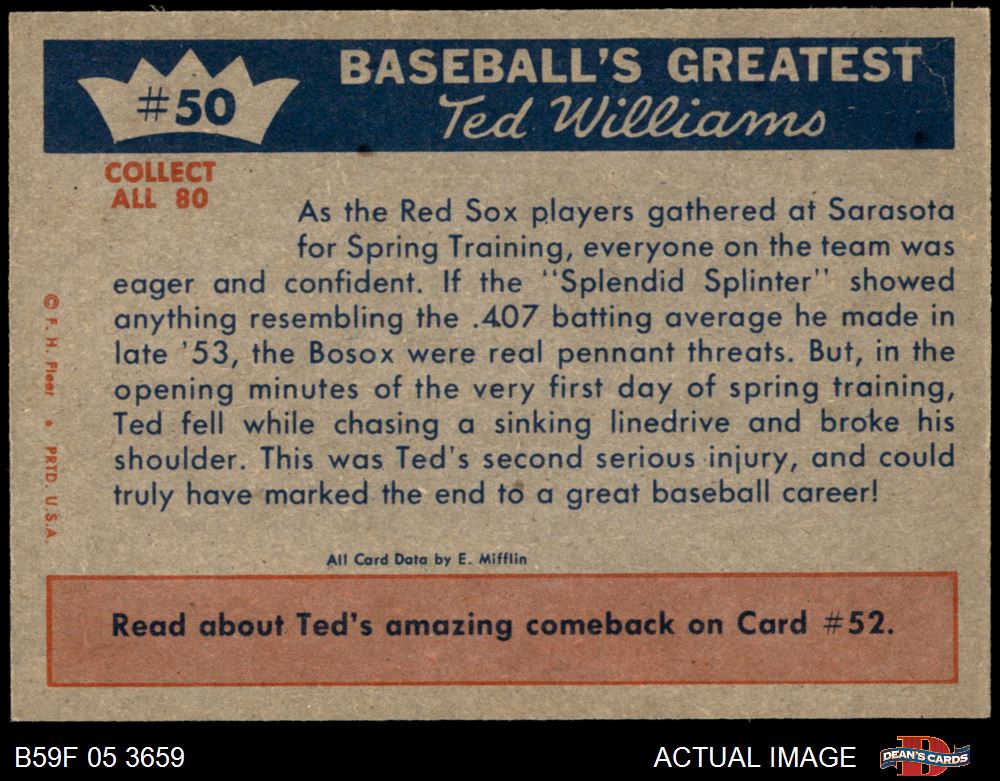 #50
BASEBALL'S GREATEST
Ted Williams
COLLECT
ALL 80
As the Red Sox players gathered at Sarasota
for Spring Training, everyone on the team was
eager and confident. If the "Splendid Splinter" showed
anything resembling the .407 batting average he made in
late '53, the Bosox were real pennant threats. But, in the
opening minutes of the very first day of spring training,
Ted fell while chasing a sinking linedrive and broke his
shoulder. This was Ted's second serious injury, and could
truly have marked the end to a great baseball career!
© F. H. Fleer • PRTD. U.S.A.
All Card Data by E. Mifflin
Read about Ted's amazing comeback on Card #52.
B59F 05 3659
ACTUAL IMAGE
DEAN'S CARDS